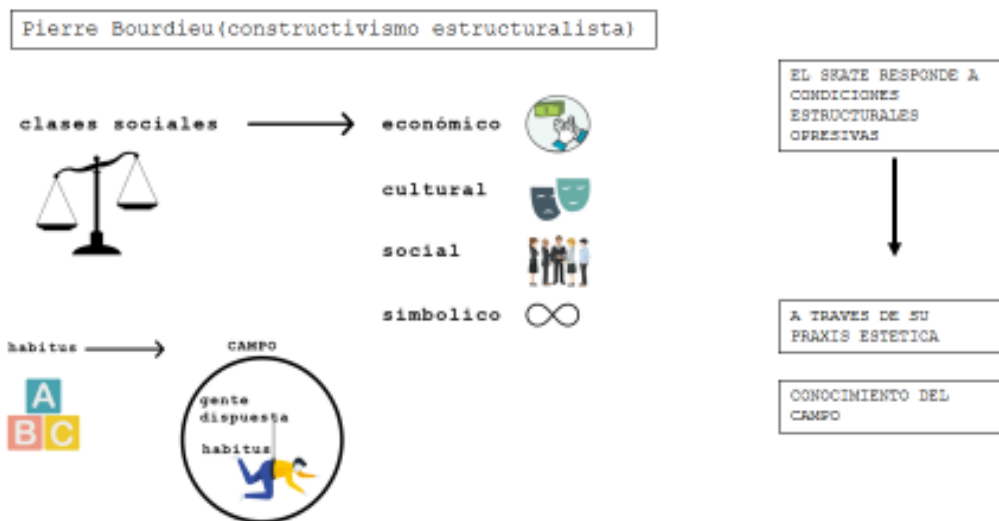 Pierre Bourdieu(constructivismo estructuralista)
clases sociales
económico
cultural
social
simbolico
habitus
CAMPO
gente
dispuesta
habitus
A
B C
EL SKATE RESPONDE A
CONDICIONES
ESTRUCTURALES
OPRESIVAS
A TRAVES DE SU
PRAXIS ESTETICA
CONOCIMIENTO DEL
CAMPO